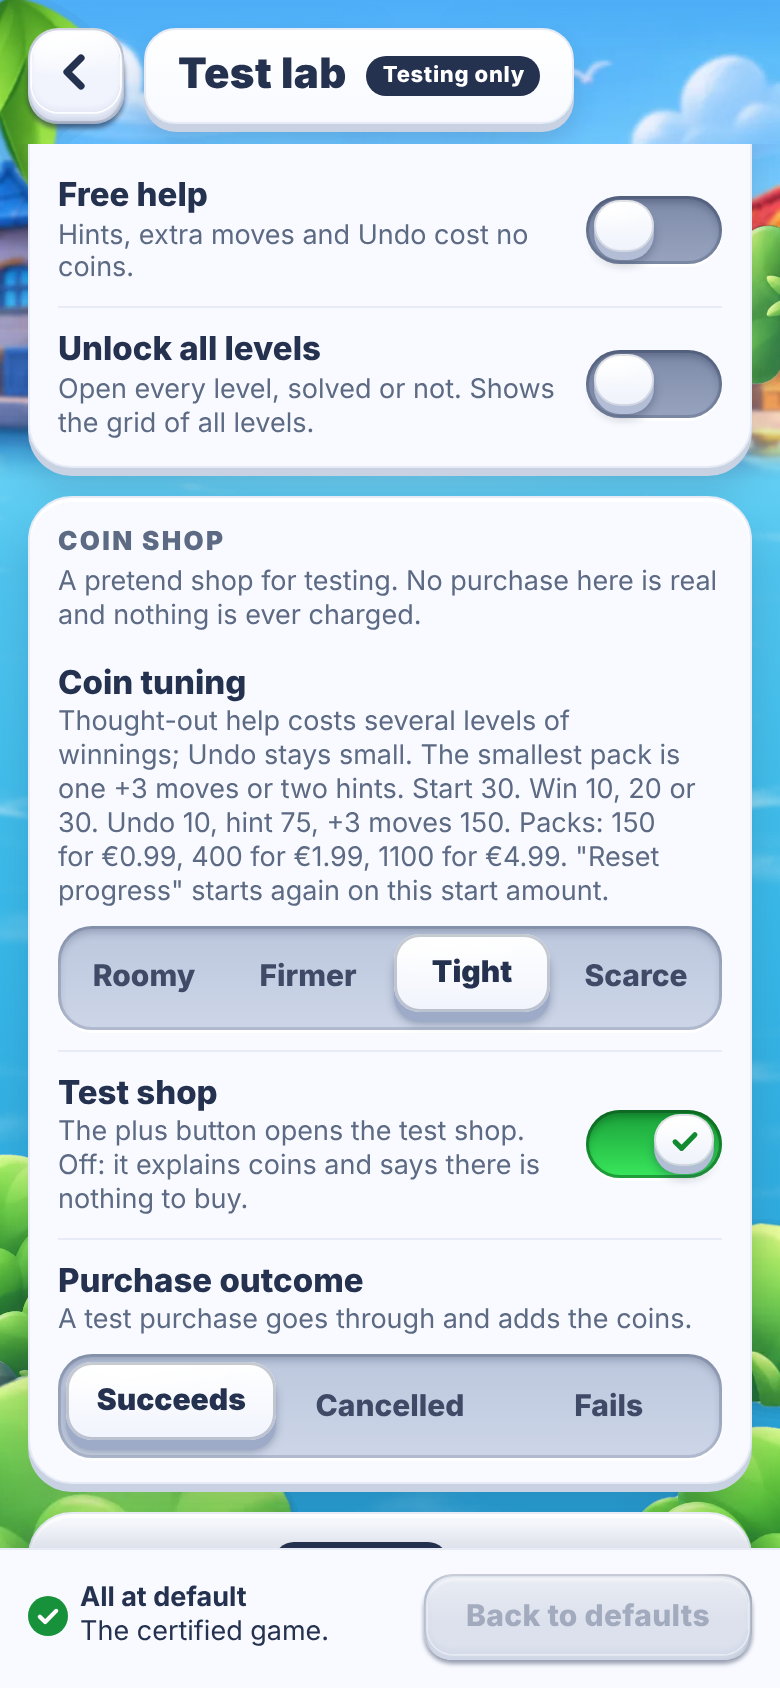 Test lab
Testing only
Free help
Hints, extra moves and Undo cost no
coins.
Unlock all levels
Open every level, solved or not. Shows
the grid of all levels.
COIN SHOP
A pretend shop for testing. No purchase here is real
and nothing is ever charged.
Coin tuning
Thought-out help costs several levels of
winnings; Undo stays small. The smallest pack is
one +3 moves or two hints. Start 30. Win 10, 20 or
30. Undo 10, hint 75, +3 moves 150. Packs: 150
for €0.99, 400 for €1.99, 1100 for €4.99. "Reset
progress" starts again on this start amount.
Roomy
Firmer
Tight
Scarce
Test shop
The plus button opens the test shop.
Off: it explains coins and says there is
nothing to buy.
Purchase outcome
A test purchase goes through and adds the coins.
Succeeds
Cancelled
Fails
All at default
The certified game.
Back to defaults